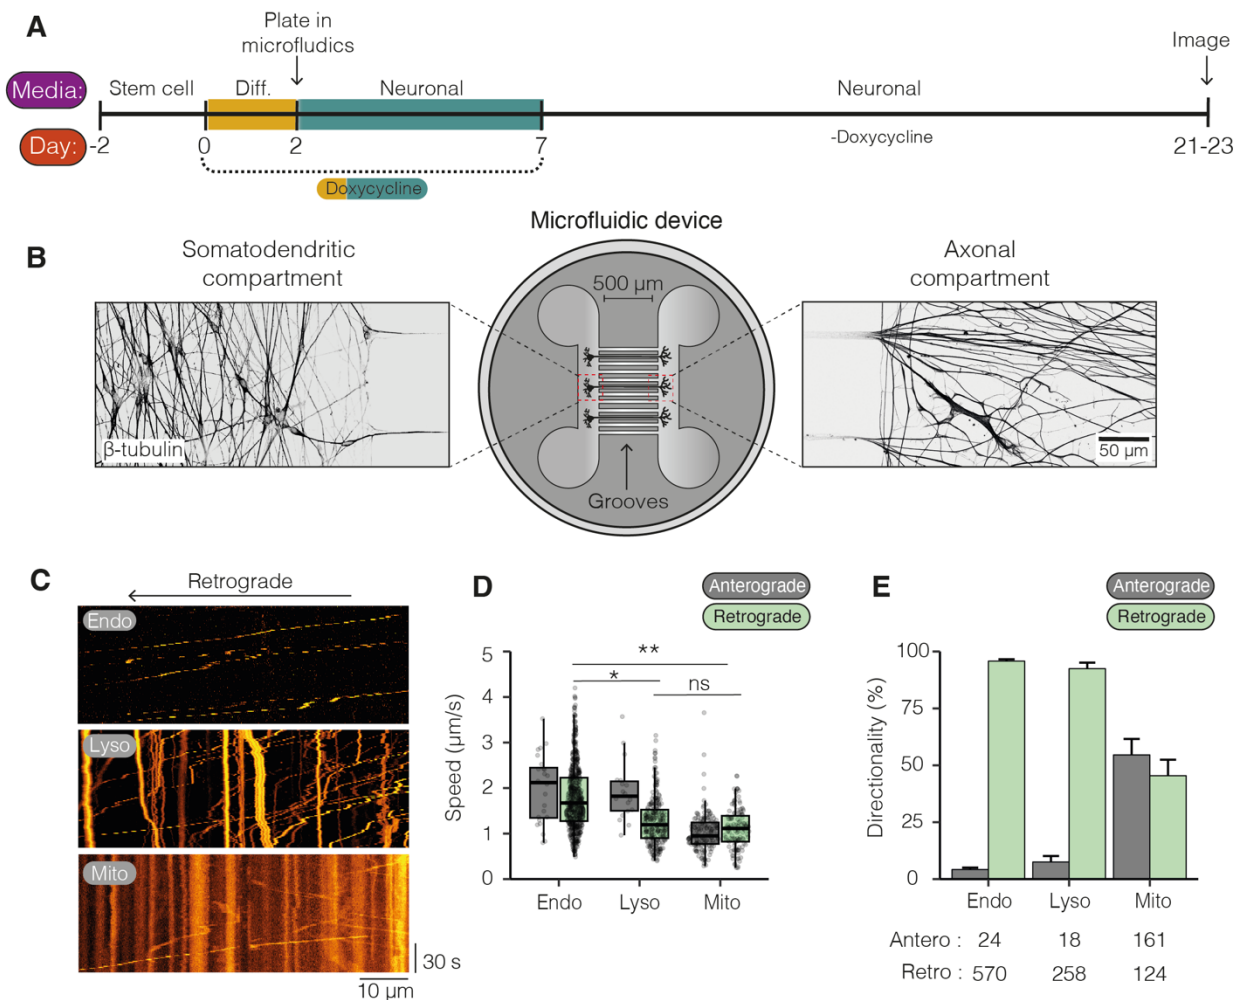 A
Plate in
microfludics
Image
Media:
Stem cell
Diff.
Neuronal
Neuronal
Day:
-2
0
2
7
-Doxycycline
21-23
Doxycycline
B
Somatodendritic
compartment
Microfluidic device
Axonal
compartment
500 µm
β-tubulin
Grooves
50 µm
C
Retrograde
Endo
Lyso
Mito
30 s
10 µm
D
Anterograde
Retrograde
Speed (µm/s)
5
4
3
2
1
0
**
*
ns
Endo Lyso Mito
E
Anterograde
Retrograde
Directionality (%)
100
75
50
25
0
Endo Lyso Mito
Antero : 24 18 161
Retro : 570 258 124